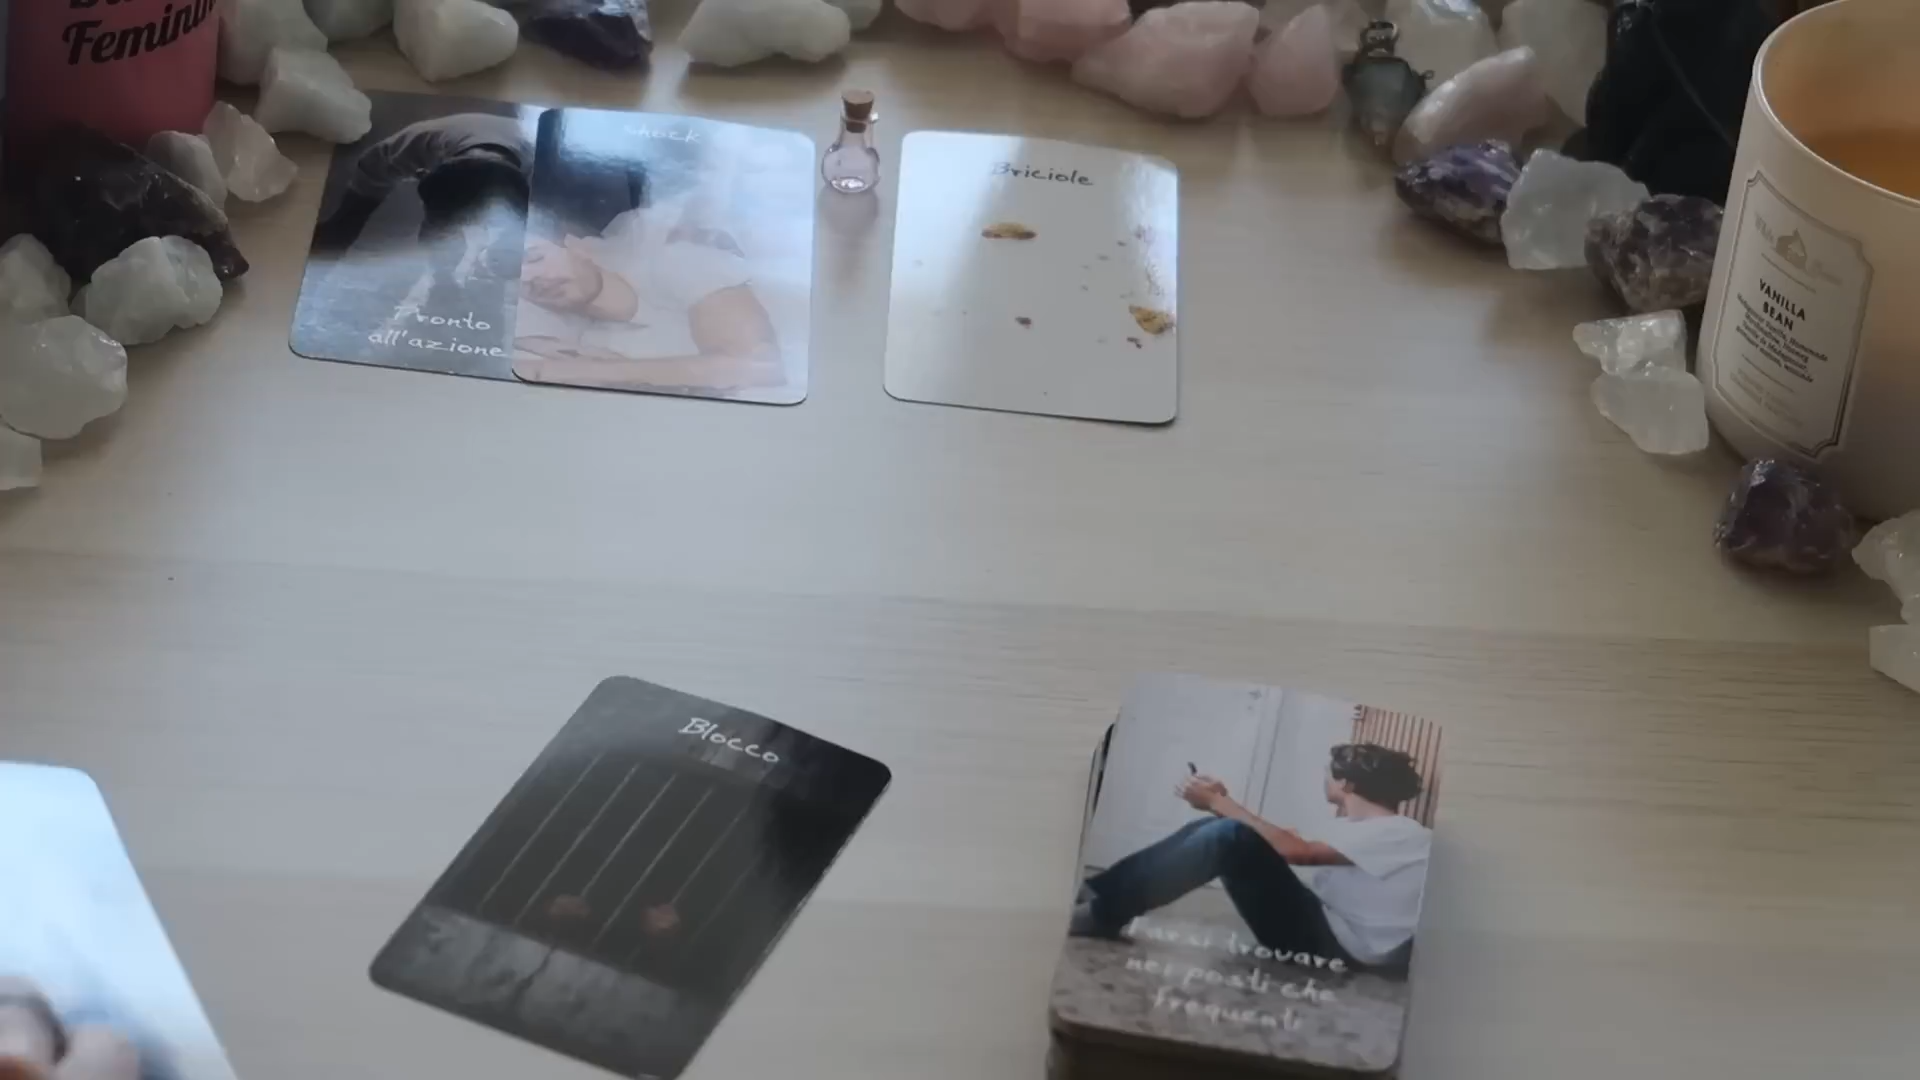 Feminin
Shock
Briciole
Pronto
all'azione
VANILLA
BEAN
Blocco
Farsi trovare
nei posti che
frequenti